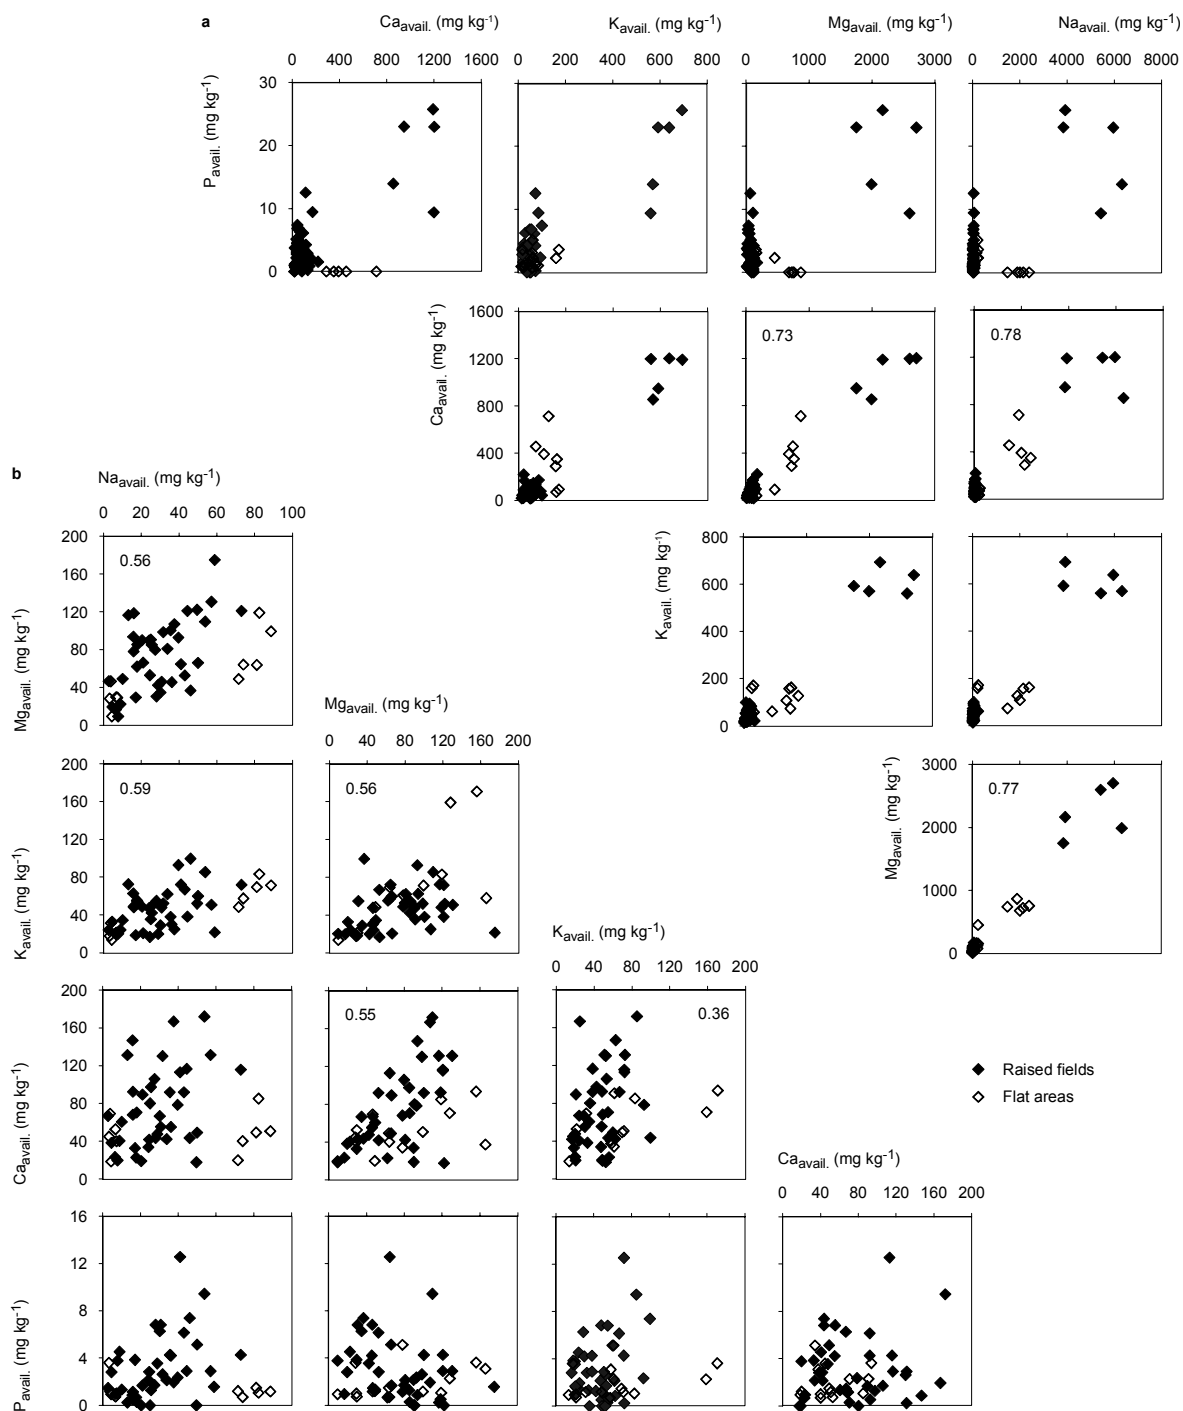 a
Ca avail. (mg kg-1) K avail. (mg kg-1) Mg avail. (mg kg-1) Na avail. (mg kg-1)
0 400 800 1200 1600 0 200 400 600 800 0 1000 2000 3000 0 2000 4000 6000 8000
P avail. (mg kg-1)
30
20
10
0
Ca avail. (mg kg-1)
1600
1200
800
400
0
0.73 0.78
b
Na avail. (mg kg-1)
0 20 40 60 80 100
K avail. (mg kg-1)
800
600
400
200
0
Mg avail. (mg kg-1)
200
160
120
80
40
0
0.56
Mg avail. (mg kg-1)
0 40 80 120 160 200
Mg avail. (mg kg-1)
3000
2000
1000
0
0.77
K avail. (mg kg-1)
200
160
120
80
40
0
0.59 0.56
K avail. (mg kg-1)
0 40 80 120 160 200
Ca avail. (mg kg-1)
200
160
120
80
40
0
0.55 0.36
Raised fields
Flat areas
Ca avail. (mg kg-1)
0 40 80 120 160 200
P avail. (mg kg-1)
16
12
8
4
0